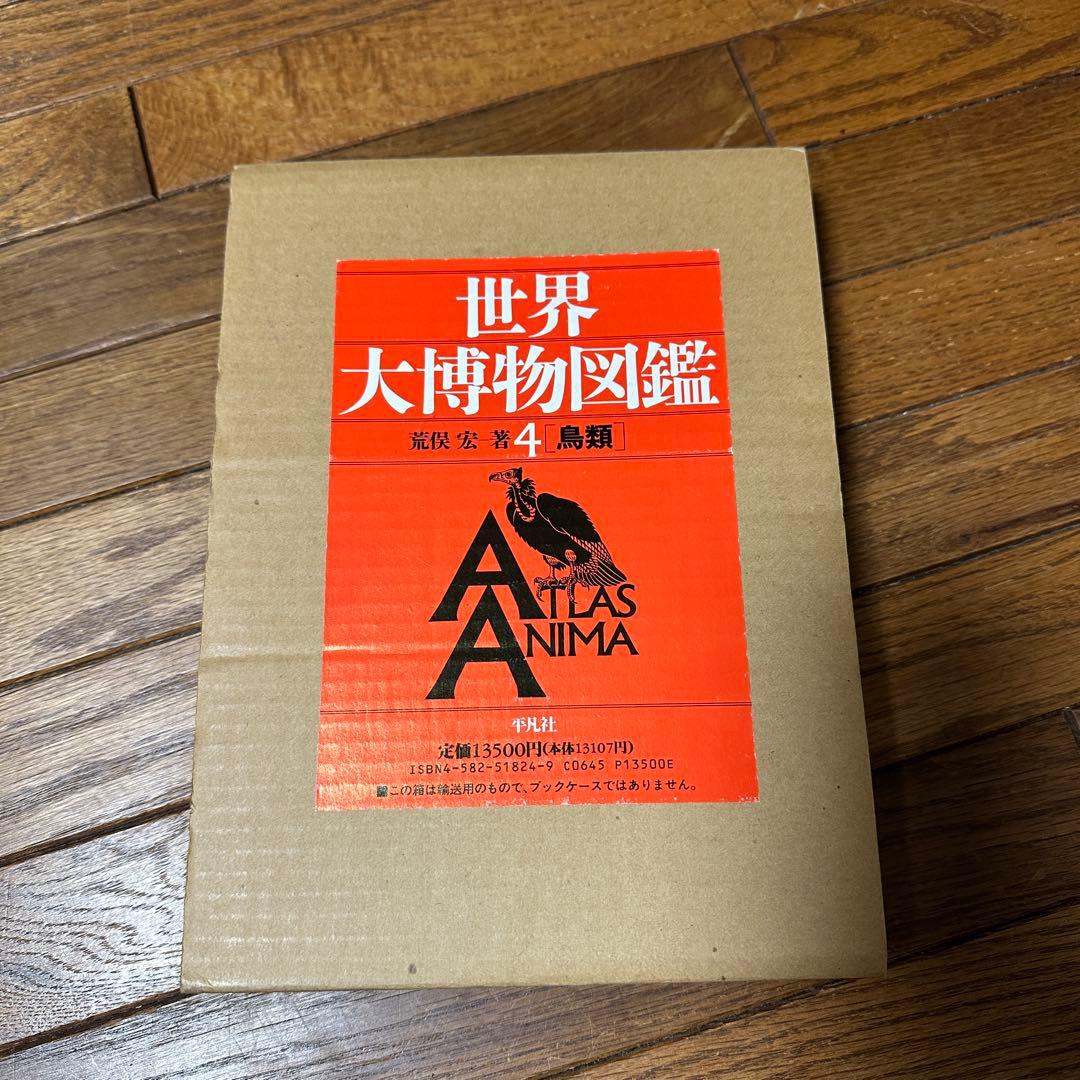 世界
大博物図鑑
荒俣 宏 著 4 [鳥類]
ATLAS
ANIMA
平凡社
定価13500円(本体13107円)
ISBN4-582-51824-9 C0645 P13500E
■この箱は輸送用のもので、ブックケースではありません。